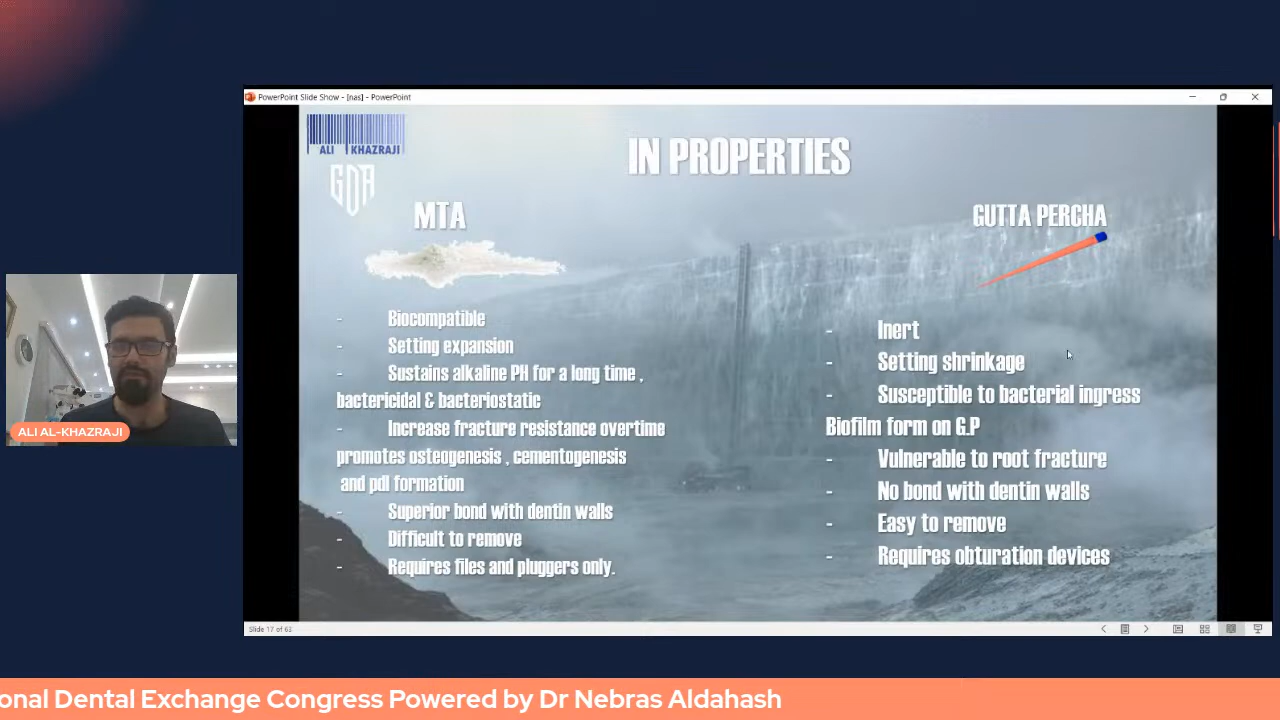 PowerPoint Slide Show - [nas] - PowerPoint
ALI KHAZRAJI
GDA
IN PROPERTIES
MTA
- Biocompatible
- Setting expansion
- Sustains alkaline PH for a long time ,
bactericidal & bacteriostatic
- Increase fracture resistance overtime
promotes osteogenesis , cementogenesis
and pdl formation
- Superior bond with dentin walls
- Difficult to remove
- Requires files and pluggers only.
GUTTA PERCHA
- Inert
- Setting shrinkage
- Susceptible to bacterial ingress
Biofilm form on G.P
- Vulnerable to root fracture
- No bond with dentin walls
- Easy to remove
- Requires obturation devices
ALI AL-KHAZRAJI
Slide 17 of 62
onal Dental Exchange Congress Powered by Dr Nebras Aldahash